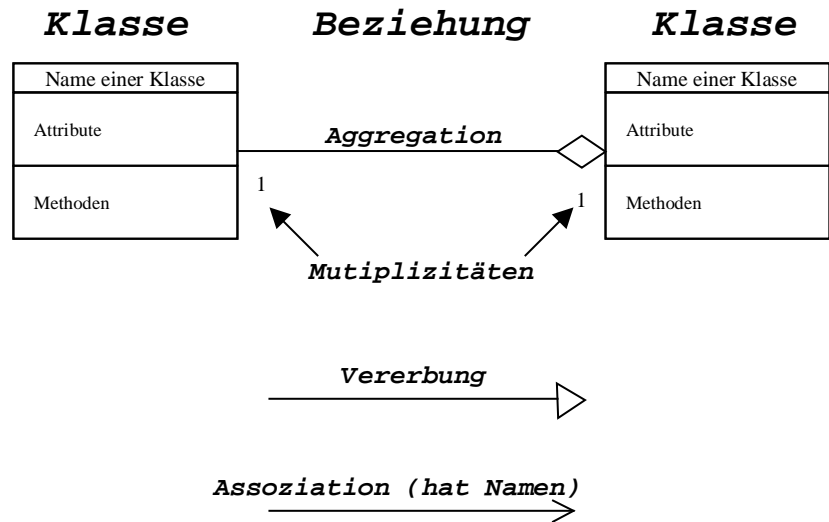 Klasse Beziehung Klasse
Name einer Klasse Name einer Klasse
Attribute Aggregation Attribute
1 1
Methoden Methoden
Mutiplizitäten
Vererbung
Assoziation (hat Namen)